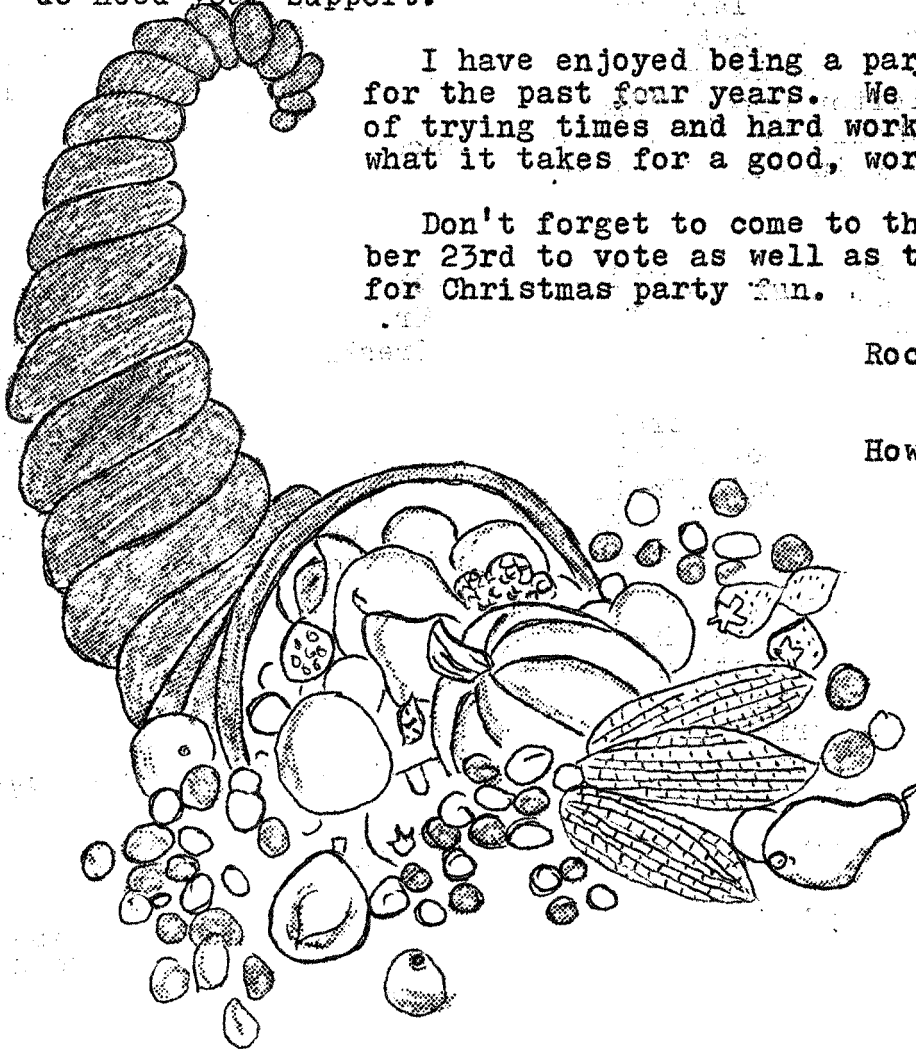 do need your support.
I have enjoyed being a par
for the past four years. We
of trying times and hard work
what it takes for a good, wor
Don't forget to come to th
ber 23rd to vote as well as t
for Christmas party fun.
Roc
How